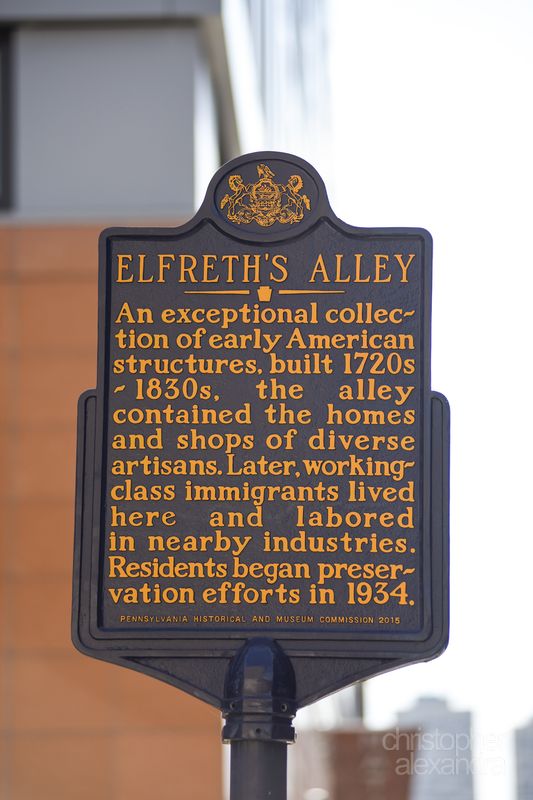 ELFRETH'S ALLEY
An exceptional collec-
tion of early American
structures, built 1720s
- 1830s, the alley
contained the homes
and shops of diverse
artisans. Later, working-
class immigrants lived
here and labored
in nearby industries.
Residents began preser-
vation efforts in 1934.
PENNSYLVANIA HISTORICAL AND MUSEUM COMMISSION 2015
christopher
alexandra